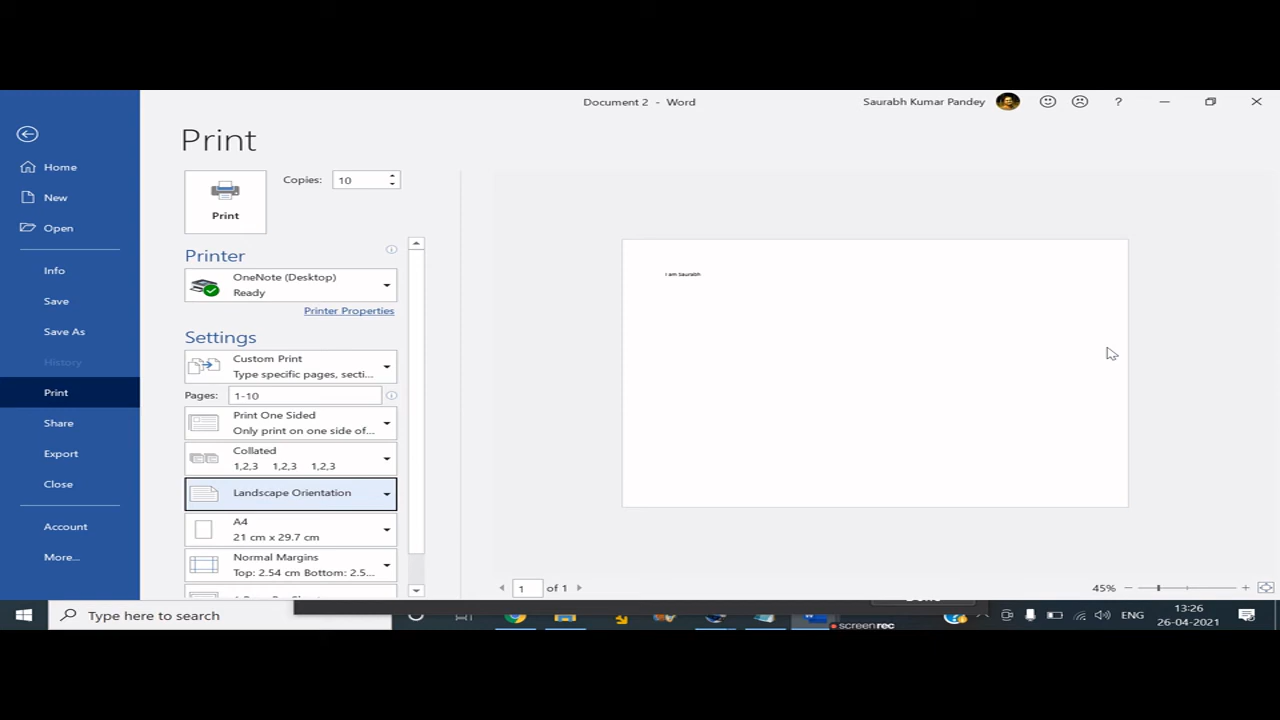 Document 2 - Word
Saurabh Kumar Pandey
?
Print
Home
New
Open
Info
Save
Save As
History
Print
Share
Export
Close
Account
More...
Print
Copies: 10
Printer
OneNote (Desktop)
Ready
Printer Properties
Settings
Custom Print
Type specific pages, secti...
Pages: 1-10
Print One Sided
Only print on one side of...
Collated
1,2,3 1,2,3 1,2,3
Landscape Orientation
A4
21 cm x 29.7 cm
Normal Margins
Top: 2.54 cm Bottom: 2.5...
I am Saurabh
1 of 1
45%
Type here to search
screenrec
ENG
13:26
26-04-2021